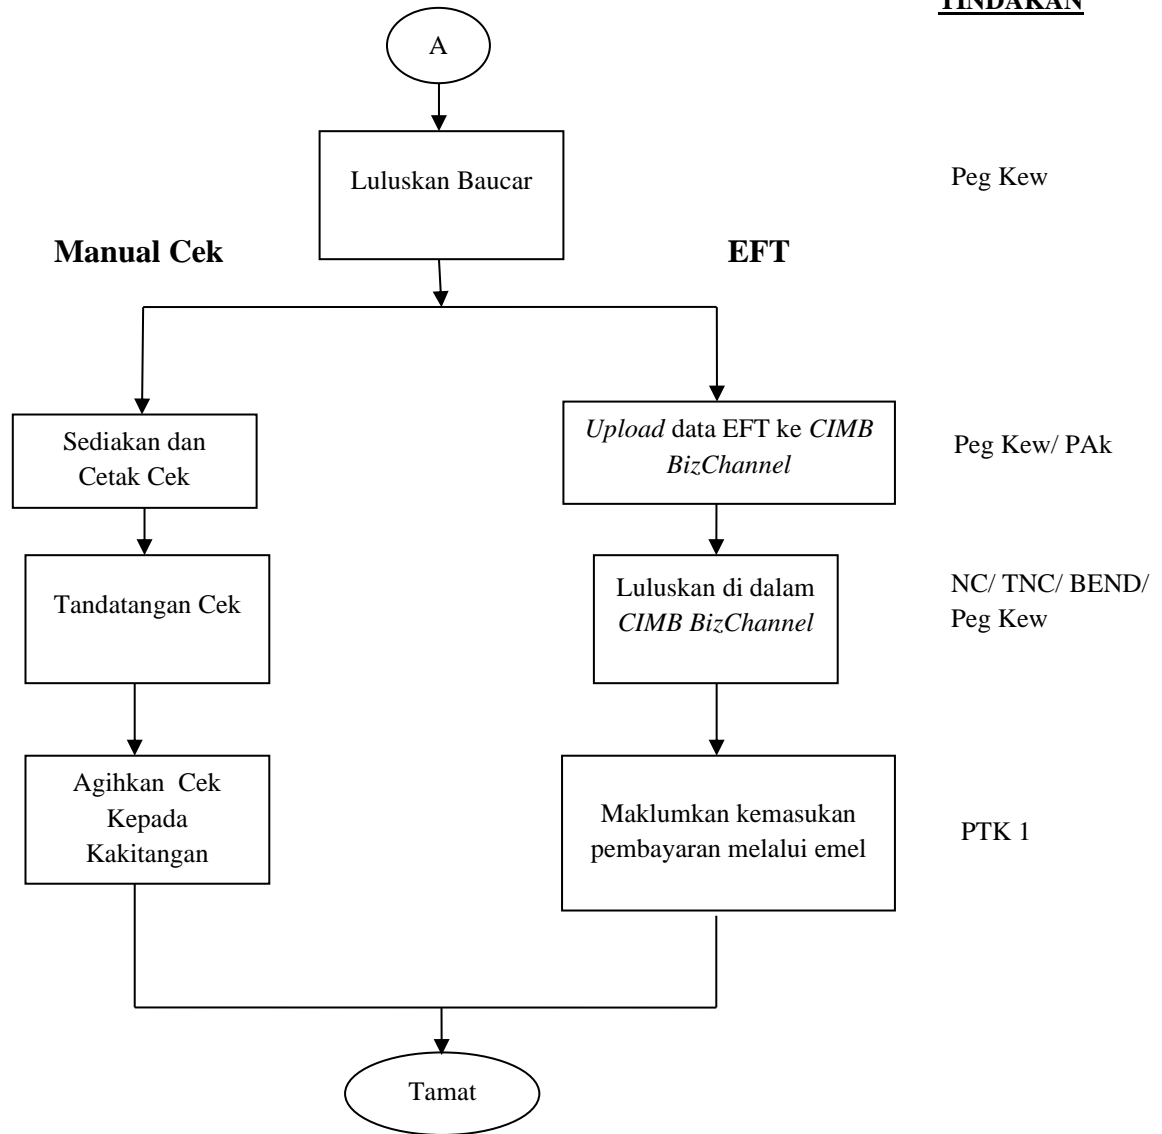 TINDAKAN
A
Luluskan Baucar
Peg Kew
Manual Cek
EFT
Sediakan dan
Cetak Cek
Upload data EFT ke CIMB
BizChannel
Peg Kew/ PAk
Tandatangan Cek
Luluskan di dalam
CIMB BizChannel
NC/ TNC/ BEND/
Peg Kew
Agihkan Cek
Kepada
Kakitangan
Maklumkan kemasukan
pembayaran melalui emel
PTK 1
Tamat